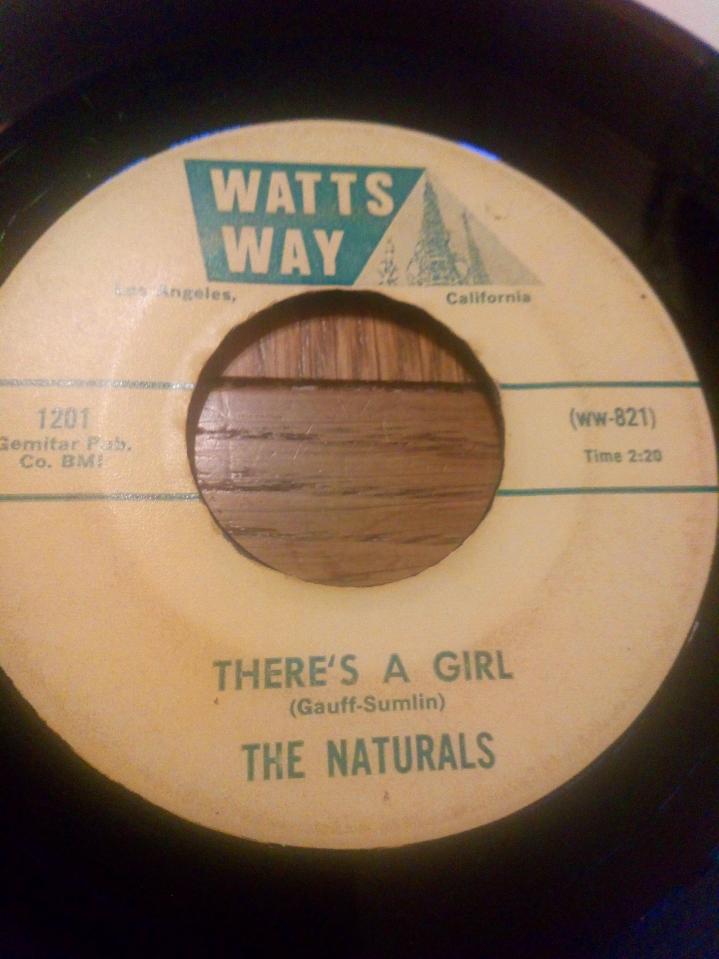 WATTS
WAY
Los Angeles, California
1201
Gemitar Pub.
Co. BMI
(ww-821)
Time 2:20
THERE'S A GIRL
(Gauff-Sumlin)
THE NATURALS